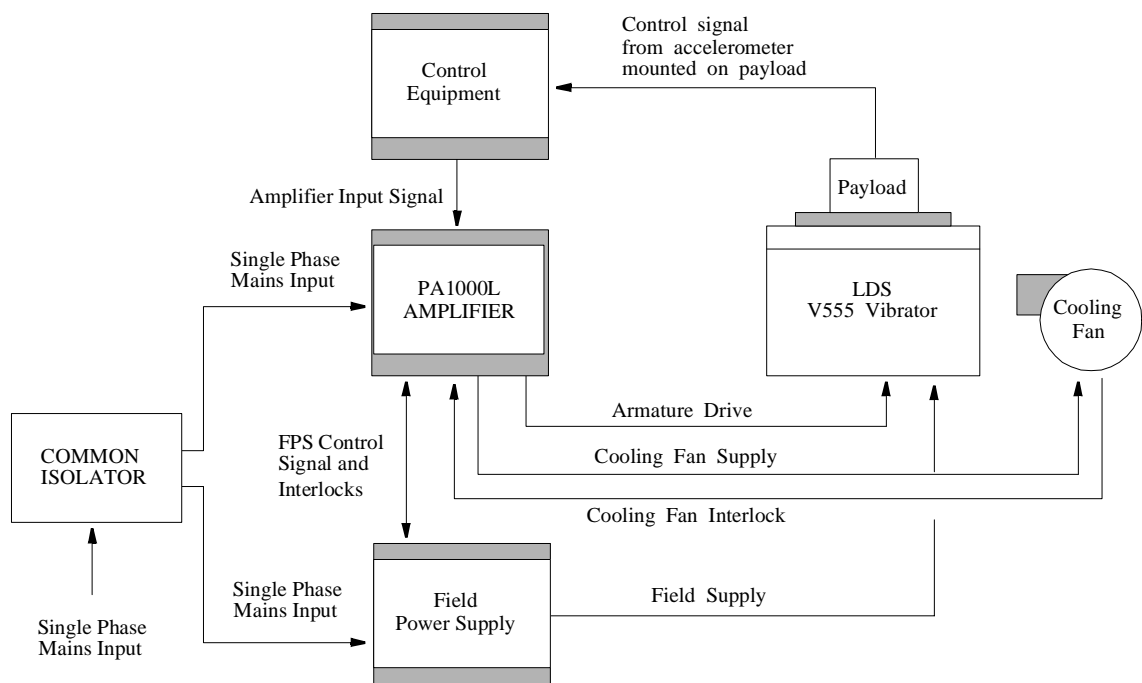 Control signal
from accelerometer
mounted on payload
Control
Equipment
Payload
Amplifier Input Signal
Single Phase
Mains Input
PA1000L
AMPLIFIER
LDS
V555 Vibrator
Cooling
Fan
Armature Drive
FPS Control
Signal and
Interlocks
COMMON
ISOLATOR
Cooling Fan Supply
Cooling Fan Interlock
Single Phase
Mains Input
Field
Power Supply
Field Supply
Single Phase
Mains Input